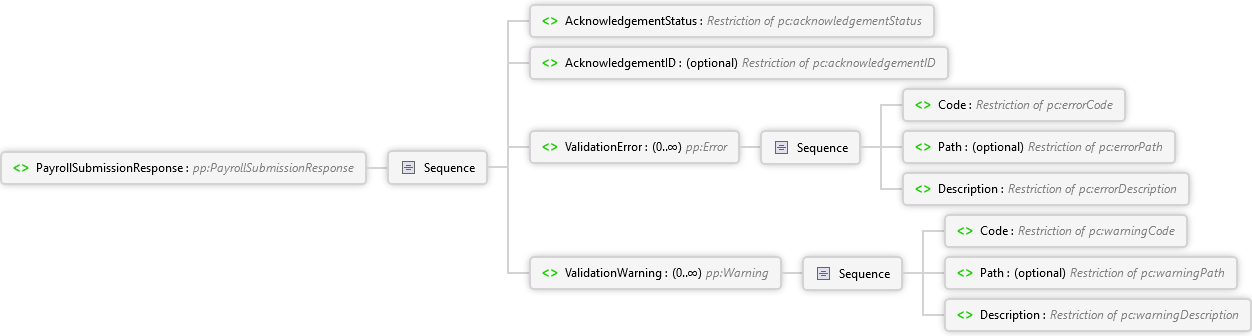 AcknowledgementStatus : Restriction of pc:acknowledgementStatus
AcknowledgementID : (optional) Restriction of pc:acknowledgementID
Code : Restriction of pc:errorCode
ValidationError : (0..∞) pp:Error
Sequence
Path : (optional) Restriction of pc:errorPath
PayrollSubmissionResponse : pp:PayrollSubmissionResponse
Sequence
Description : Restriction of pc:errorDescription
Code : Restriction of pc:warningCode
ValidationWarning : (0..∞) pp:Warning
Sequence
Path : (optional) Restriction of pc:warningPath
Description : Restriction of pc:warningDescription